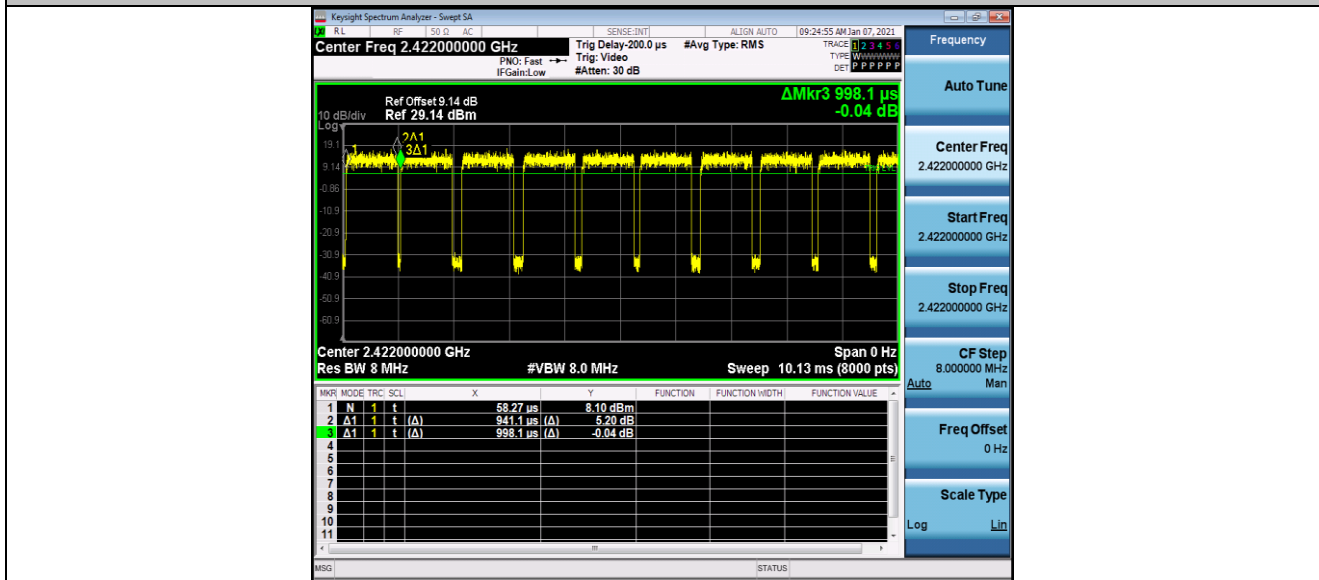 Keysight Spectrum Analyzer - Swept SA
RL RF 50 Ω AC SENSE:INT ALIGN AUTO 09:24:55 AM Jan 07, 2021
Center Freq 2.422000000 GHz
PNO: Fast
IFGain:Low
Trig Delay-200.0 µs
Trig: Video
#Atten: 30 dB
#Avg Type: RMS
TRACE 1 2 3 4 5 6
TYPE W
DET P P P P P P
ΔMkr3 998.1 µs
-0.04 dB
Ref Offset 9.14 dB
10 dB/div Ref 29.14 dBm
Log
1
2Δ1
3Δ1
19.1
9.14
-0.86
-10.9
-20.9
-30.9
-40.9
-50.9
-60.9
Center 2.422000000 GHz Span 0 Hz
Res BW 8 MHz #VBW 8.0 MHz Sweep 10.13 ms (8000 pts)
MKR MODE TRC SCL X Y FUNCTION FUNCTION WIDTH FUNCTION VALUE
1 N 1 t 58.27 µs 8.10 dBm
2 Δ1 1 t (Δ) 941.1 µs (Δ) 5.20 dB
3 Δ1 1 t (Δ) 998.1 µs (Δ) -0.04 dB
4
5
6
7
8
9
10
11
MSG STATUS
Frequency
Auto Tune
Center Freq
2.422000000 GHz
Start Freq
2.422000000 GHz
Stop Freq
2.422000000 GHz
CF Step
8.000000 MHz
Auto Man
Freq Offset
0 Hz
Scale Type
Log Lin